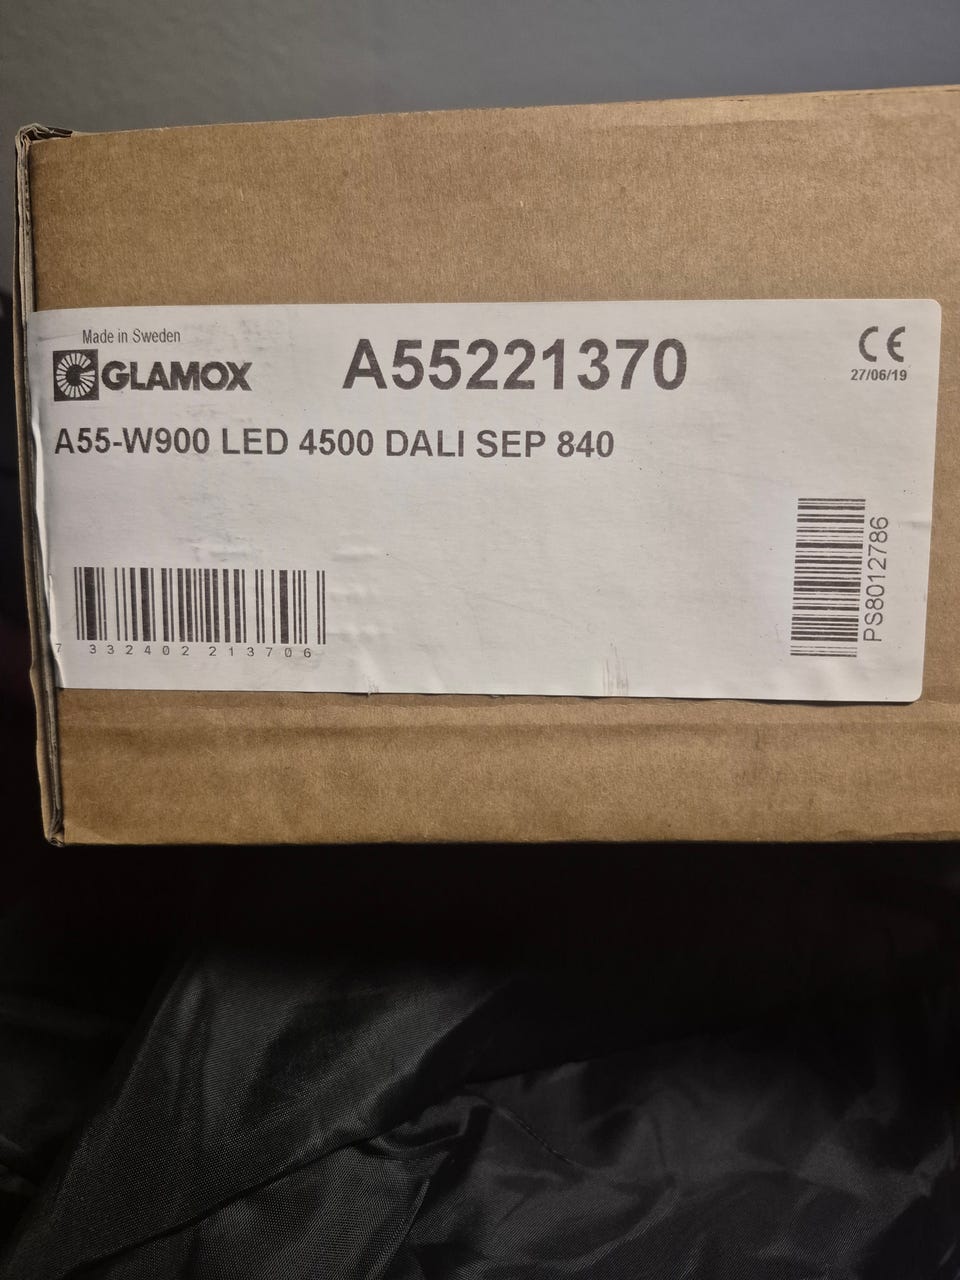 Made in Sweden
GLAMOX
A55221370
CE
27/06/19
A55-W900 LED 4500 DALI SEP 840
7 332402 213706
PS8012786